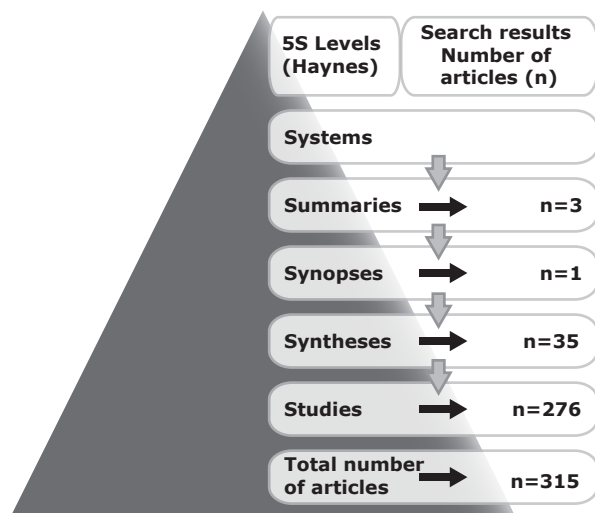 5S Levels
(Haynes)
Search results
Number of
articles (n)
Systems
Summaries n=3
Synopses n=1
Syntheses n=35
Studies n=276
Total number
of articles n=315